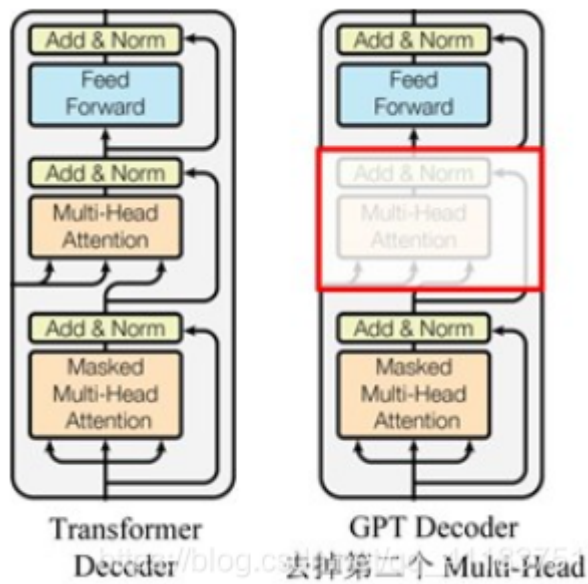 Add & Norm
Feed
Forward
Add & Norm
Multi-Head
Attention
Add & Norm
Masked
Multi-Head
Attention
Transformer
Decoder
Add & Norm
Feed
Forward
Add & Norm
Multi-Head
Attention
Add & Norm
Masked
Multi-Head
Attention
GPT Decoder
去掉第二个 Multi-Head